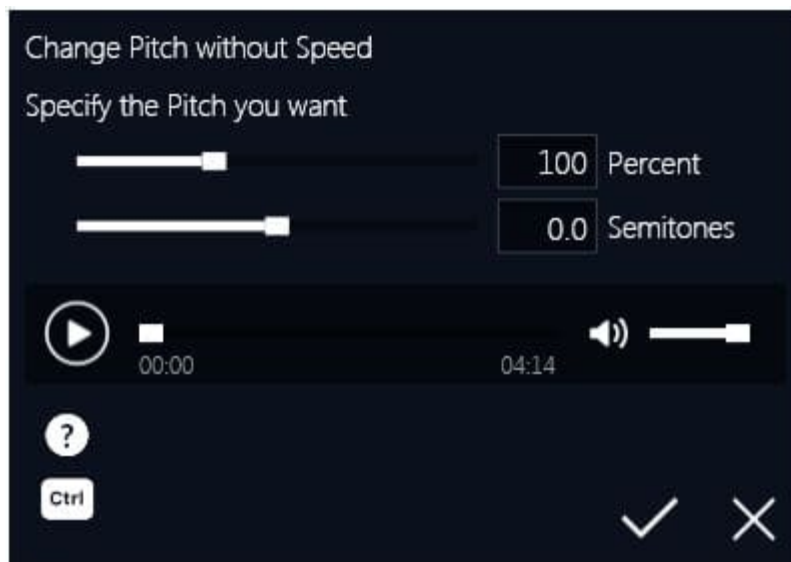 Change Pitch without Speed
Specify the Pitch you want
100 Percent
0.0 Semitones
00:00 04:14
?
Ctrl